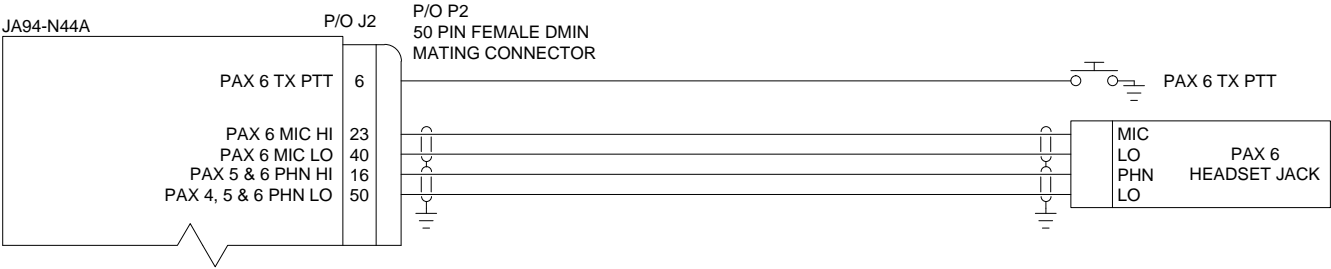 JA94-N44A
P/O J2
P/O P2
50 PIN FEMALE DMIN
MATING CONNECTOR
PAX 6 TX PTT 6
PAX 6 TX PTT
PAX 6 MIC HI 23
PAX 6 MIC LO 40
PAX 5 & 6 PHN HI 16
PAX 4, 5 & 6 PHN LO 50
MIC
LO
PHN
LO
PAX 6
HEADSET JACK